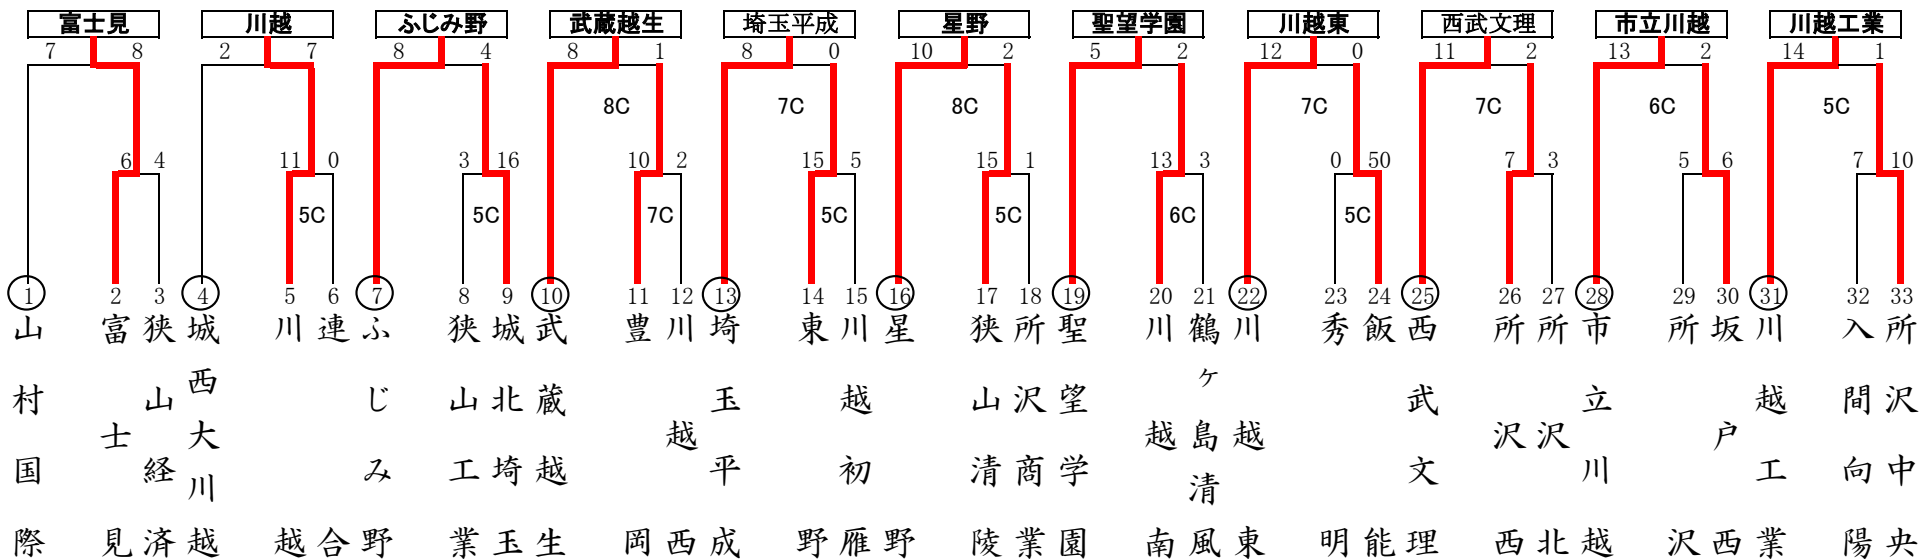 富士見 川越 ふじみ野 武蔵越生 埼玉平成 星野 聖望学園 川越東 西武文理 市立川越 川越工業
7 8 2 7 8 4 8 1 8 0 10 2 5 2 12 0 11 2 13 2 14 1
8C 7C 8C 7C 7C 6C 5C
6 4 11 0 3 16 10 2 15 5 15 1 13 3 0 50 7 3 5 6 7 10
5C 5C 7C 5C 5C 6C 5C
1 2 3 4 5 6 7 8 9 10 11 12 13 14 15 16 17 18 19 20 21 22 23 24 25 26 27 28 29 30 31 32 33
山村国際
富士見
狭山経済
城西大川越
川越
連合
ふじみ野
狭山工業
城北埼玉
武蔵越生
豊岡
川越西
埼玉平成
東野
川越初雁
星野
狭山清陵
所沢商業
聖望学園
川越南
鶴ヶ島清風
川越東
秀明
飯能
西武文理
所沢西
所沢北
市立川越
所沢
坂戸西
川越工業
入間向陽
所沢中央